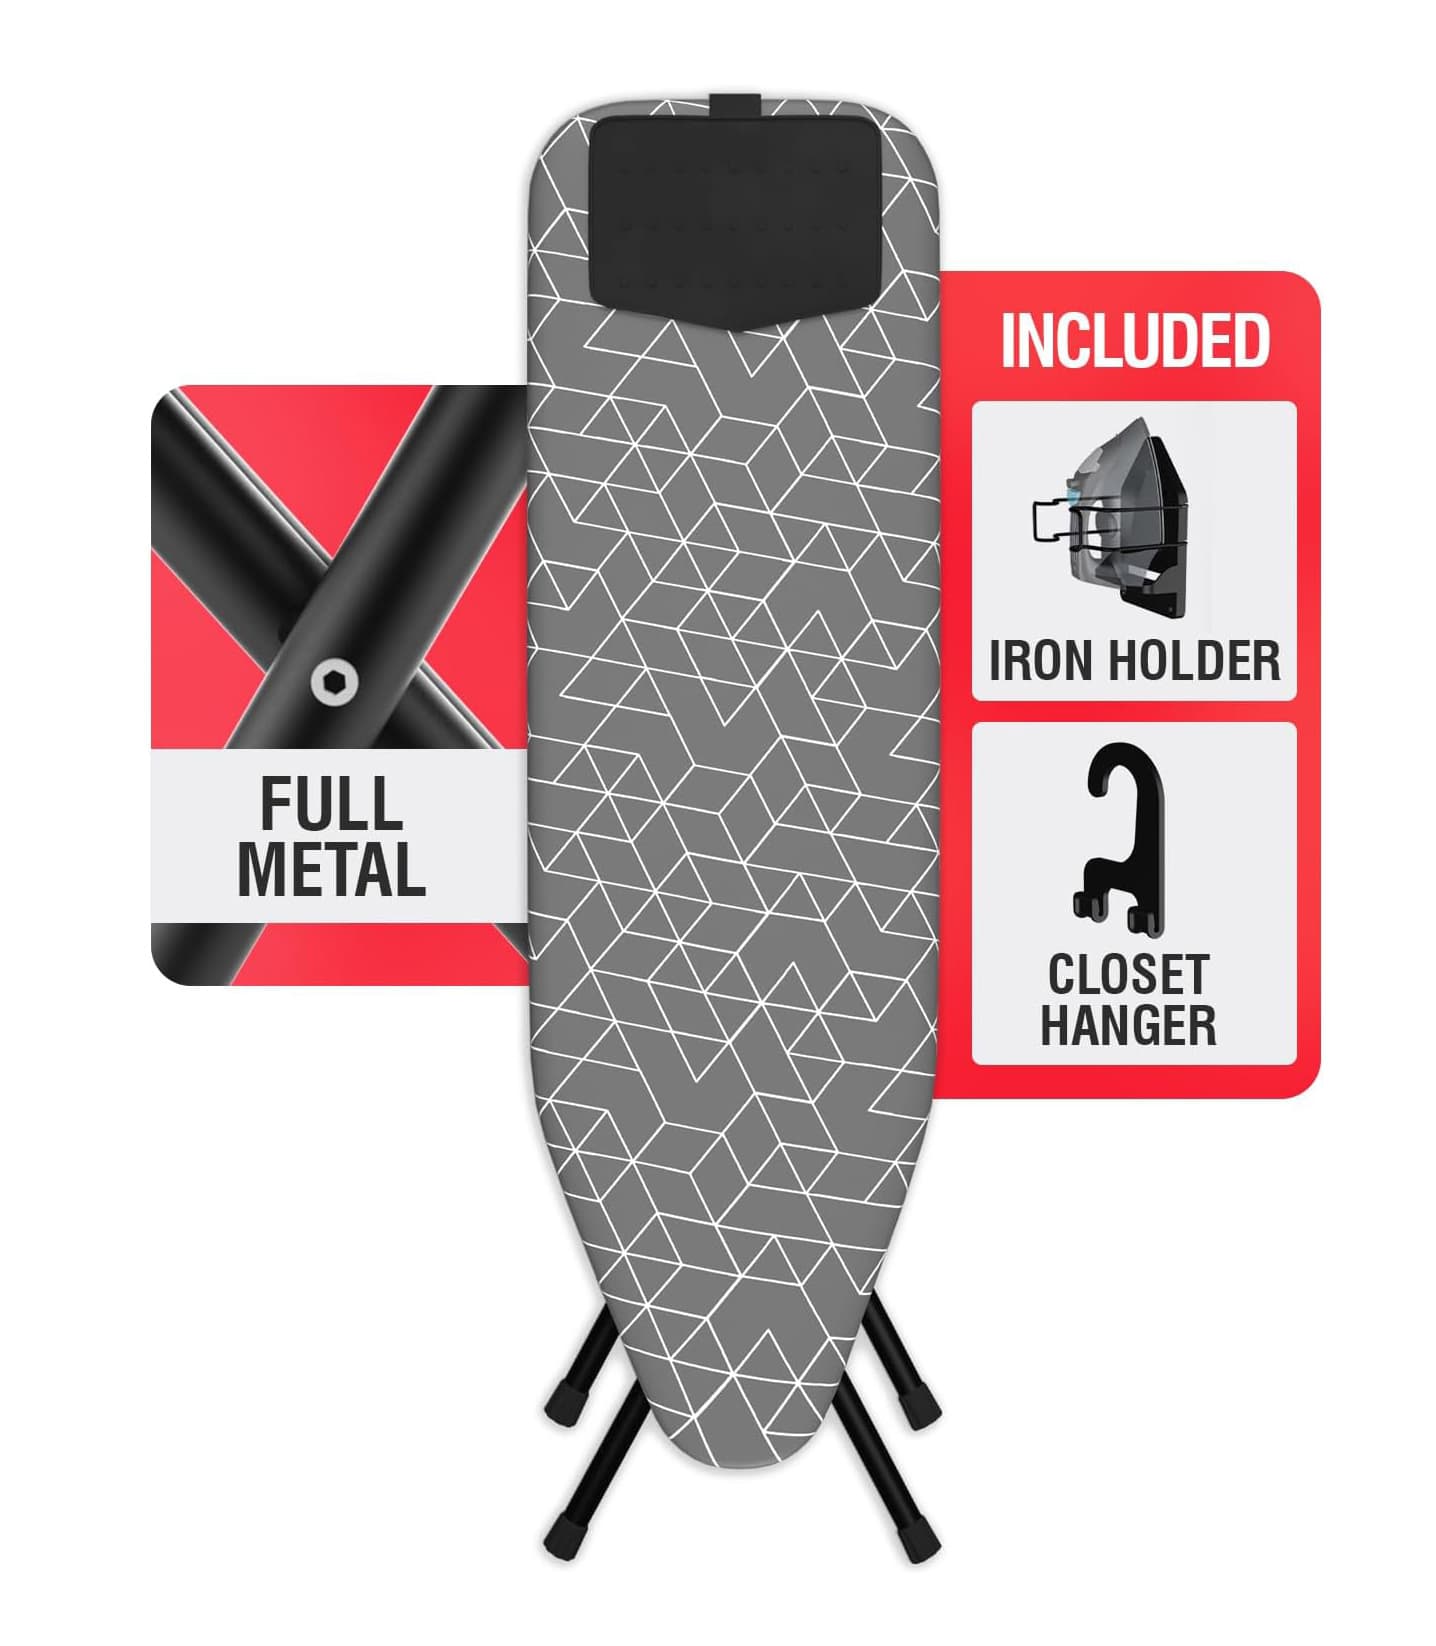 FULL
METAL
INCLUDED
IRON HOLDER
CLOSET
HANGER